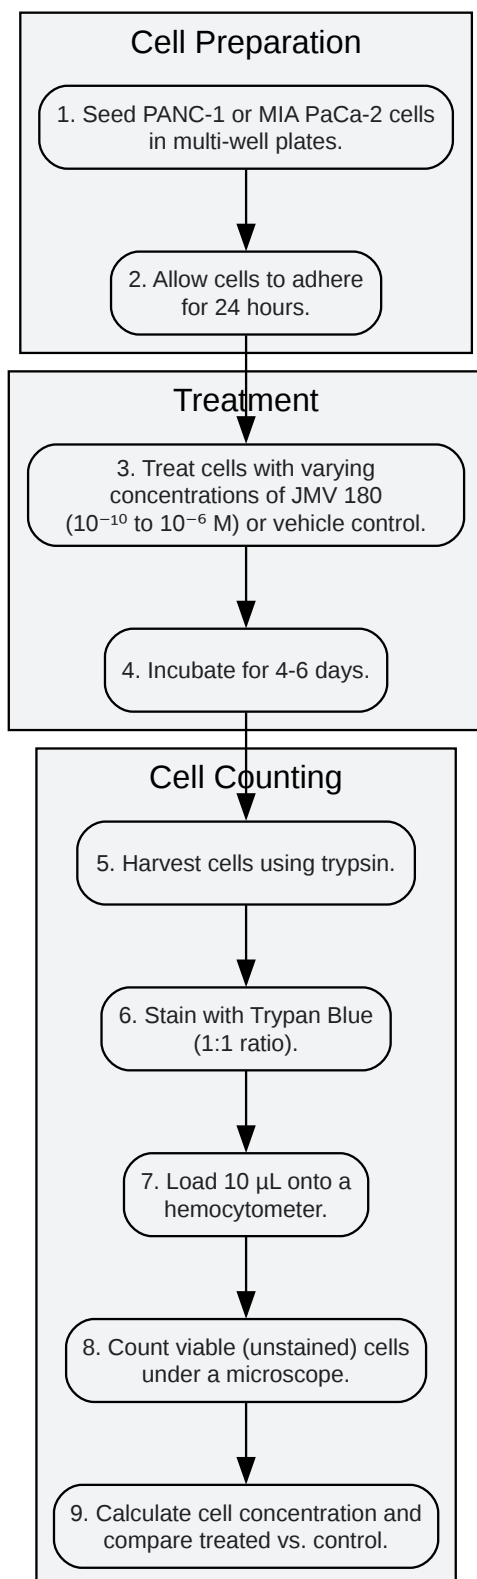 Cell Preparation
1. Seed PANC-1 or MIA PaCa-2 cells
in multi-well plates.
2. Allow cells to adhere
for 24 hours.
Treatment
3. Treat cells with varying
concentrations of JMV 180
(10⁻¹⁰ to 10⁻⁶ M) or vehicle control.
4. Incubate for 4-6 days.
Cell Counting
5. Harvest cells using trypsin.
6. Stain with Trypan Blue
(1:1 ratio).
7. Load 10 µL onto a
hemocytometer.
8. Count viable (unstained) cells
under a microscope.
9. Calculate cell concentration and
compare treated vs. control.